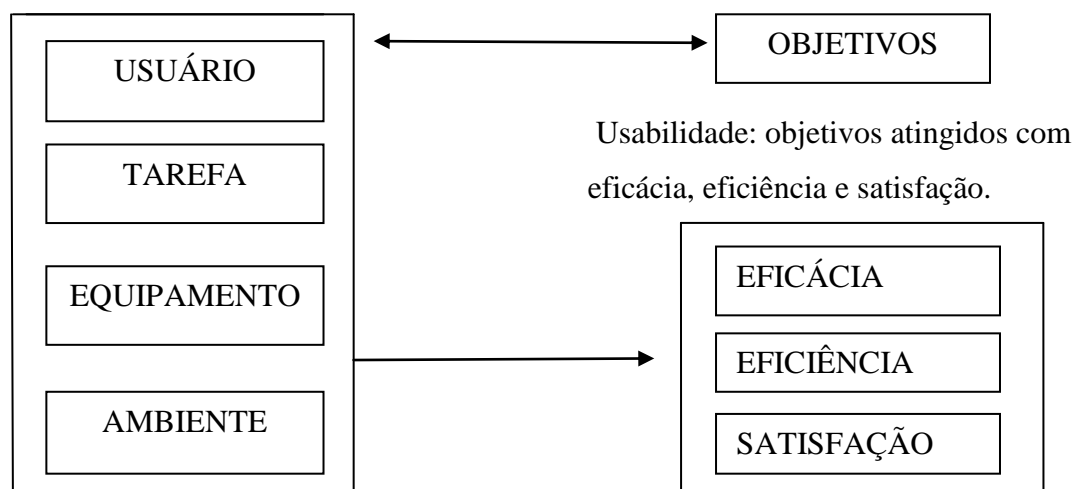 USUÁRIO
TAREFA
EQUIPAMENTO
AMBIENTE
OBJETIVOS
Usabilidade: objetivos atingidos com
eficácia, eficiência e satisfação.
EFICÁCIA
EFICIÊNCIA
SATISFAÇÃO